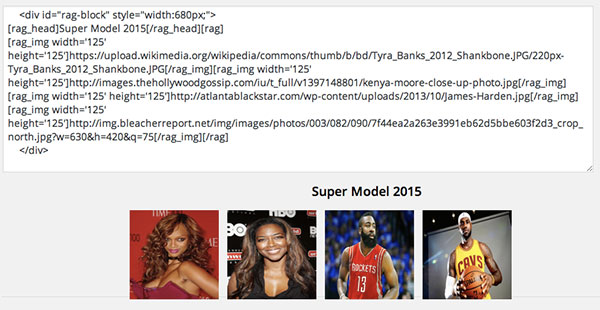 <div id="rag-block" style="width:680px;">
[rag_head]Super Model 2015[/rag_head][rag]
[rag_img width='125'
height='125']https://upload.wikimedia.org/wikipedia/commons/thumb/b/bd/Tyra_Banks_2012_Shankbone.JPG/220px-
Tyra_Banks_2012_Shankbone.JPG[/rag_img][rag_img width='125'
height='125']http://images.thehollywoodgossip.com/iu/t_full/v1397148801/kenya-moore-close-up-photo.jpg[/rag_img]
[rag_img width='125' height='125']http://atlantablackstar.com/wp-content/uploads/2013/10/James-Harden.jpg[/rag_img]
[rag_img width='125'
height='125']http://img.bleacherreport.net/img/images/photos/003/082/090/7f44ea2a263e3991eb62d5bbe603f2d3_crop_
north.jpg?w=630&h=420&q=75[/rag_img][/rag]
</div>
Super Model 2015
TIME
100
HBO
BO
ROCKETS
13
CAVS